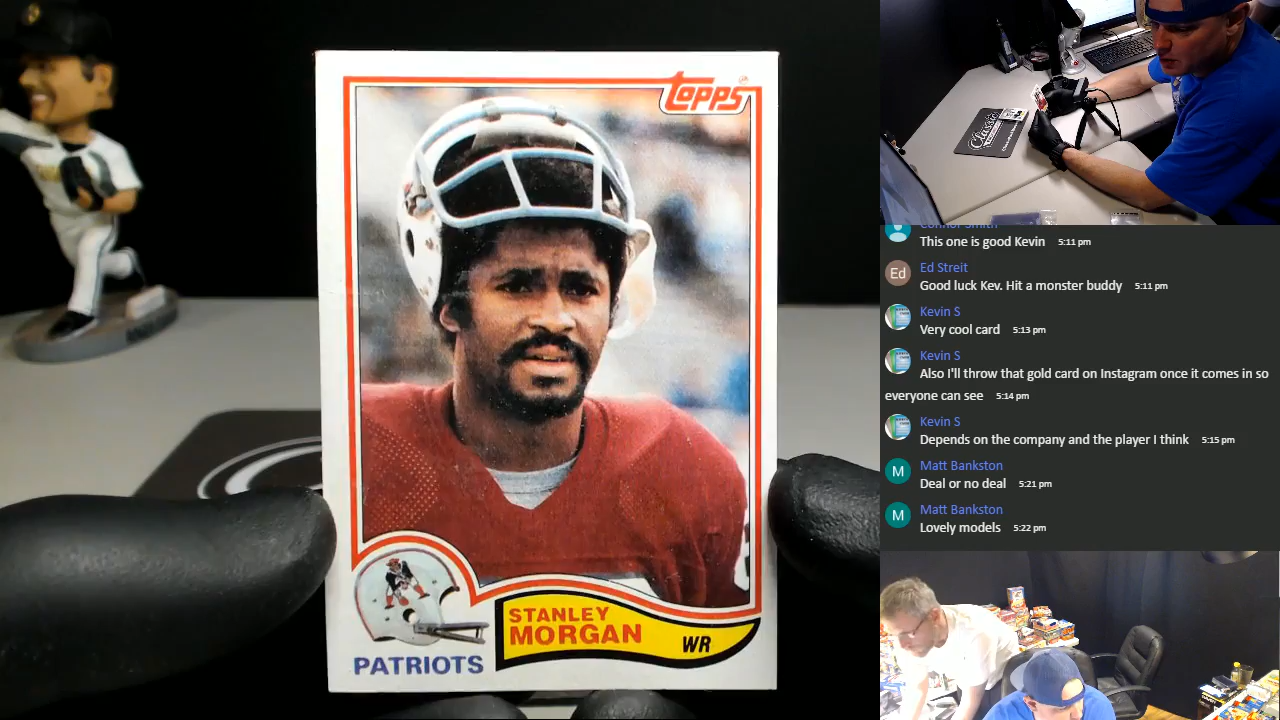 topps
STANLEY
MORGAN
WR
PATRIOTS
Connor Smith
This one is good Kevin 5:11 pm
Ed
Ed Streit
Good luck Kev. Hit a monster buddy 5:11 pm
Kevin S
Very cool card 5:13 pm
Kevin S
Also I'll throw that gold card on Instagram once it comes in so
everyone can see 5:14 pm
Kevin S
Depends on the company and the player I think 5:15 pm
M
Matt Bankston
Deal or no deal 5:21 pm
M
Matt Bankston
Lovely models 5:22 pm